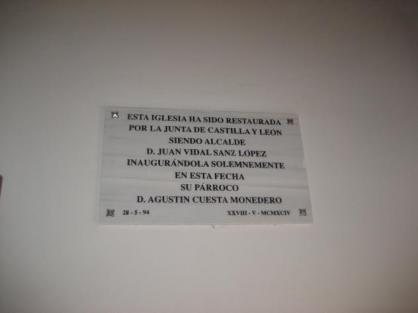 ESTA IGLESIA HA SIDO RESTAURADA
POR LA JUNTA DE CASTILLA Y LEON
SIENDO ALCALDE
D. JUAN VIDAL SANZ LÓPEZ
INAUGURÁNDOLA SOLEMNEMENTE
EN ESTA FECHA
SU PÁRROCO
D. AGUSTIN CUESTA MONEDERO
28 - 5 - 94 XXVIII - V - MCMXCIV